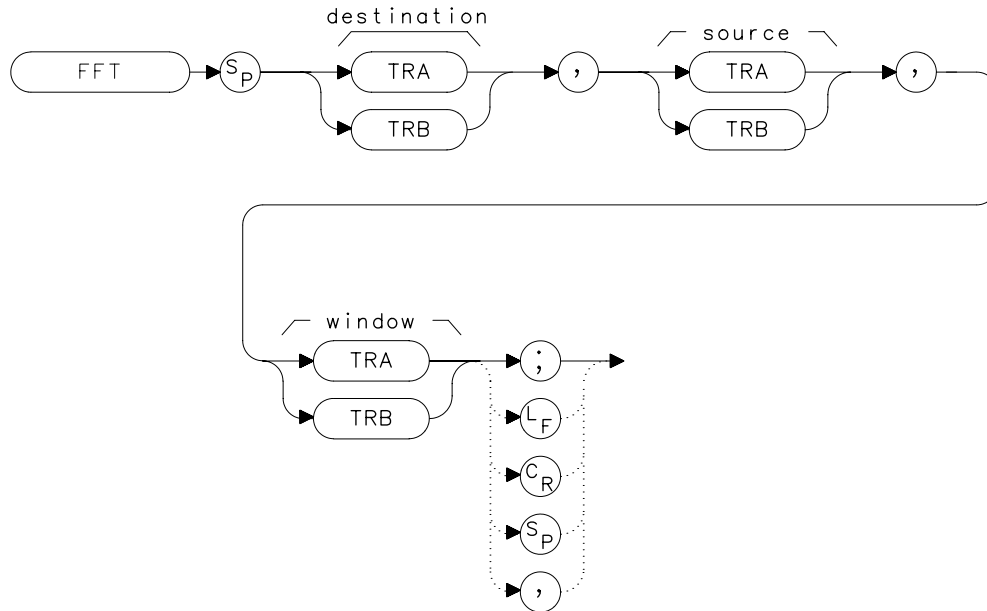 destination
source
FFT SP TRA , TRA ,
TRB TRB
window
TRA ;
TRB LF
CR
SP
,